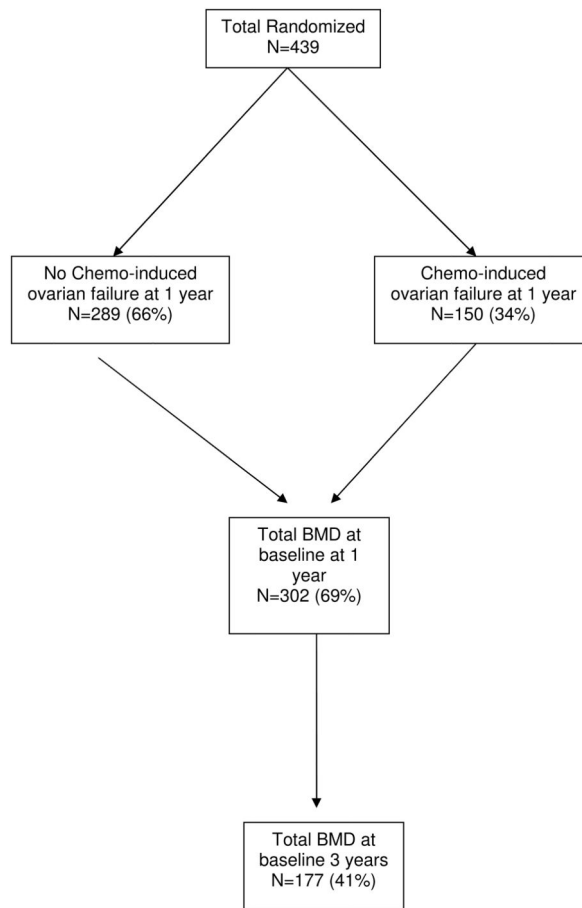 Total Randomized
N=439
No Chemo-induced
ovarian failure at 1 year
N=289 (66%)
Chemo-induced
ovarian failure at 1 year
N=150 (34%)
Total BMD at
baseline at 1
year
N=302 (69%)
Total BMD at
baseline 3 years
N=177 (41%)